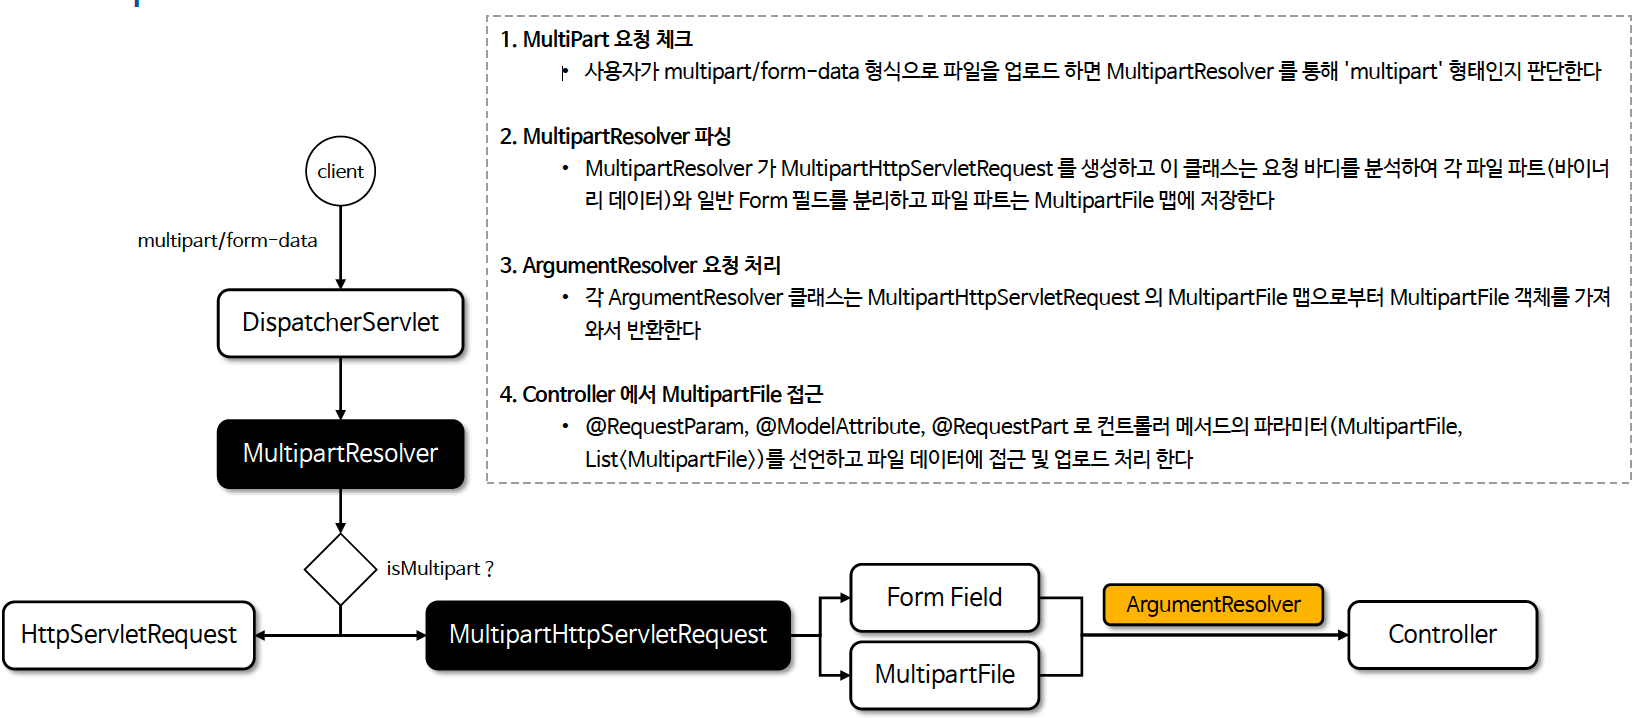 1. MultiPart 요청 체크
• 사용자가 multipart/form-data 형식으로 파일을 업로드 하면 MultipartResolver 를 통해 'multipart' 형태인지 판단한다
2. MultipartResolver 파싱
• MultipartResolver 가 MultipartHttpServletRequest 를 생성하고 이 클래스는 요청 바디를 분석하여 각 파일 파트(바이너
리 데이터)와 일반 Form 필드를 분리하고 파일 파트는 MultipartFile 맵에 저장한다
3. ArgumentResolver 요청 처리
• 각 ArgumentResolver 클래스는 MultipartHttpServletRequest 의 MultipartFile 맵으로부터 MultipartFile 객체를 가져
와서 반환한다
4. Controller 에서 MultipartFile 접근
• @RequestParam, @ModelAttribute, @RequestPart 로 컨트롤러 메서드의 파라미터(MultipartFile,
List<MultipartFile>)를 선언하고 파일 데이터에 접근 및 업로드 처리 한다
client
multipart/form-data
DispatcherServlet
MultipartResolver
isMultipart ?
HttpServletRequest
MultipartHttpServletRequest
Form Field
MultipartFile
ArgumentResolver
Controller